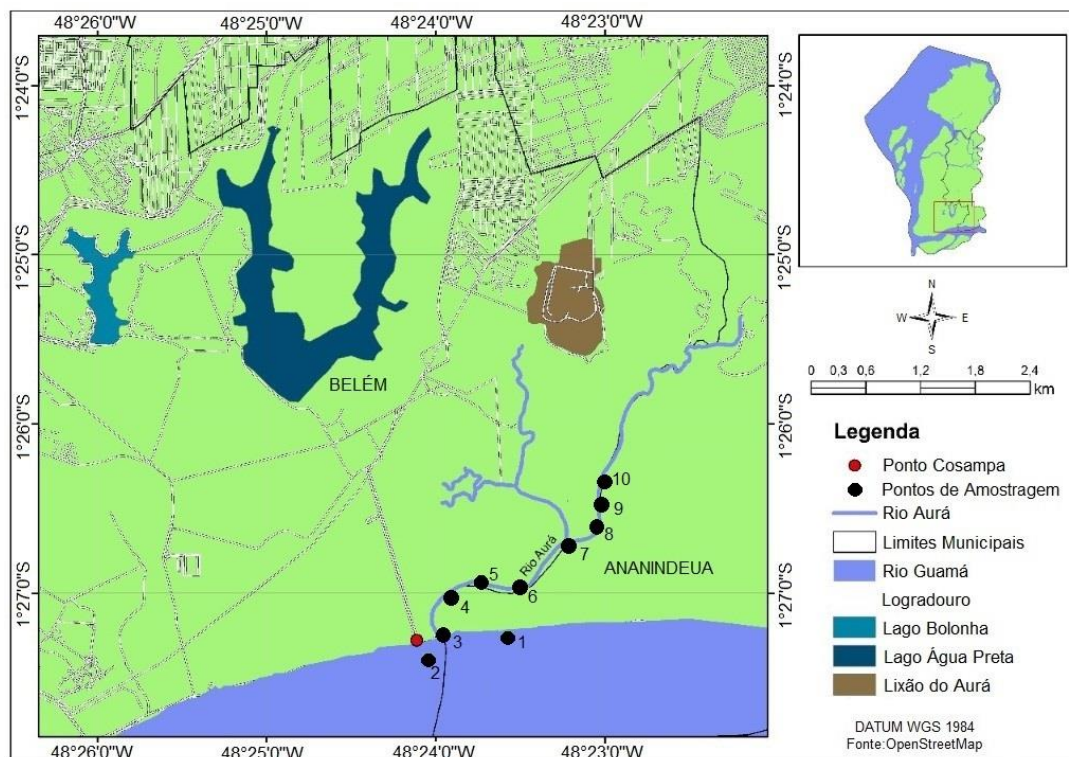 48°26'0"W 48°25'0"W 48°24'0"W 48°23'0"W
1°24'0"S
1°25'0"S
1°26'0"S
1°27'0"S
BELÉM
ANANINDEUA
Rio Aurá
10
9
8
7
6
5
4
3
2
1
1°24'0"S
1°25'0"S
1°26'0"S
1°27'0"S
48°26'0"W 48°25'0"W 48°24'0"W 48°23'0"W
N
W E
S
0 0,3 0,6 1,2 1,8 2,4
km
Legenda
Ponto Cosampa
Pontos de Amostragem
Rio Aurá
Limites Municipais
Rio Guamá
Logradouro
Lago Bolonha
Lago Água Preta
Lixão do Aurá
DATUM WGS 1984
Fonte:OpenStreetMap